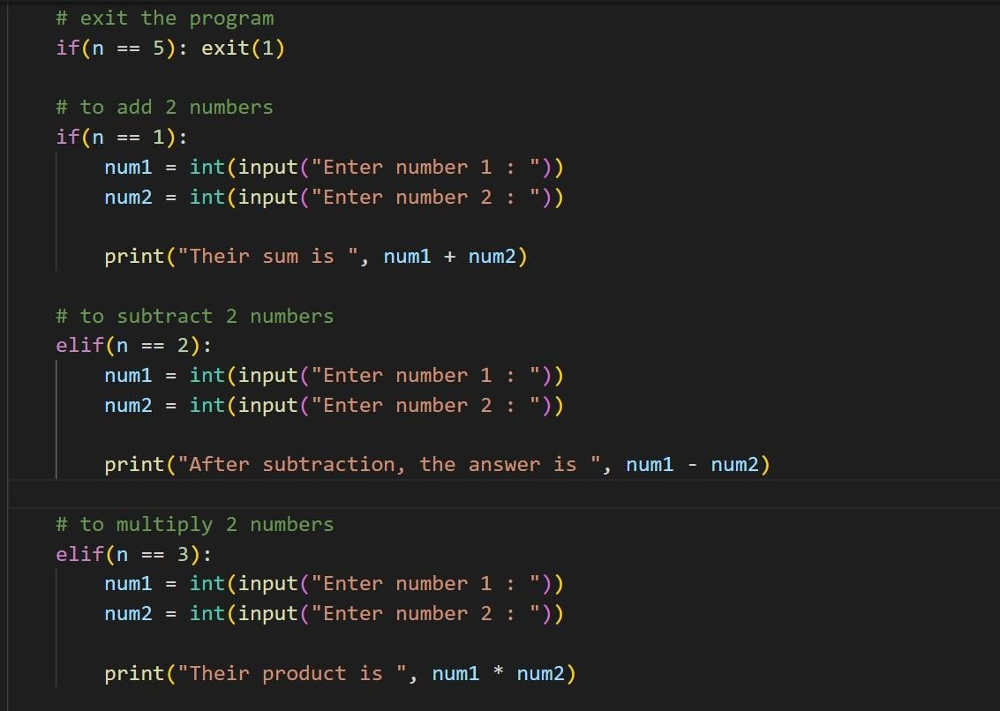 # exit the program
if(n == 5): exit(1)
# to add 2 numbers
if(n == 1):
    num1 = int(input("Enter number 1 : "))
    num2 = int(input("Enter number 2 : "))
    print("Their sum is ", num1 + num2)
# to subtract 2 numbers
elif(n == 2):
    num1 = int(input("Enter number 1 : "))
    num2 = int(input("Enter number 2 : "))
    print("After subtraction, the answer is ", num1 - num2)
# to multiply 2 numbers
elif(n == 3):
    num1 = int(input("Enter number 1 : "))
    num2 = int(input("Enter number 2 : "))
    print("Their product is ", num1 * num2)